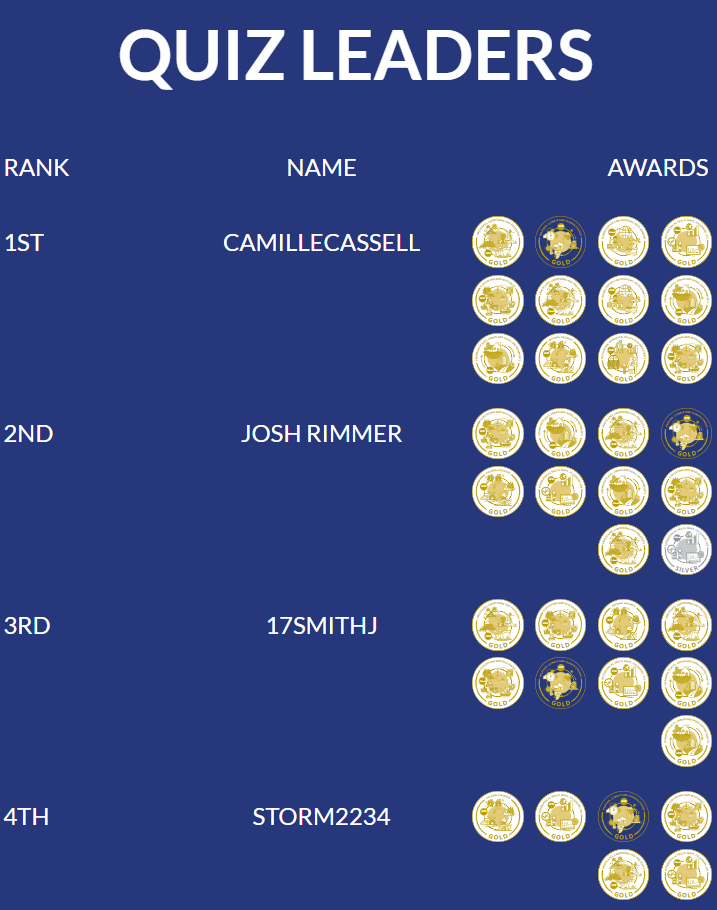 QUIZ LEADERS
RANK NAME AWARDS
1ST CAMILLECASSELL
GOLD GOLD GOLD GOLD
GOLD GOLD GOLD GOLD
GOLD GOLD GOLD GOLD
2ND JOSH RIMMER
GOLD GOLD GOLD GOLD
GOLD GOLD GOLD GOLD
GOLD SILVER
3RD 17SMITHJ
GOLD GOLD GOLD GOLD
GOLD GOLD GOLD GOLD
GOLD
4TH STORM2234
GOLD GOLD GOLD GOLD
GOLD GOLD